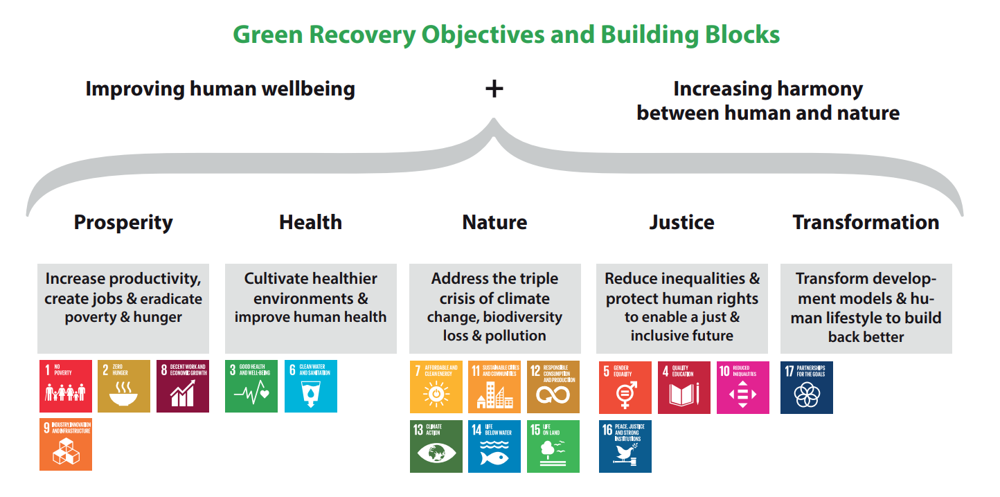 Green Recovery Objectives and Building Blocks
Improving human wellbeing
+
Increasing harmony
between human and nature
Prosperity
Health
Nature
Justice
Transformation
Increase productivity,
create jobs & eradicate
poverty & hunger
Cultivate healthier
environments &
improve human health
Address the triple
crisis of climate
change, biodiversity
loss & pollution
Reduce inequalities &
protect human rights
to enable a just &
inclusive future
Transform develop-
ment models & hu-
man lifestyle to build
back better
1 NO
POVERTY
2 ZERO
HUNGER
8 DECENT WORK AND
ECONOMIC GROWTH
9 INDUSTRY, INNOVATION
AND INFRASTRUCTURE
3 GOOD HEALTH
AND WELL-BEING
6 CLEAN WATER
AND SANITATION
7 AFFORDABLE AND
CLEAN ENERGY
11 SUSTAINABLE CITIES
AND COMMUNITIES
12 RESPONSIBLE
CONSUMPTION
AND PRODUCTION
13 CLIMATE
ACTION
14 LIFE
BELOW WATER
15 LIFE
ON LAND
5 GENDER
EQUALITY
4 QUALITY
EDUCATION
10 REDUCED
INEQUALITIES
16 PEACE, JUSTICE
AND STRONG
INSTITUTIONS
17 PARTNERSHIPS
FOR THE GOALS